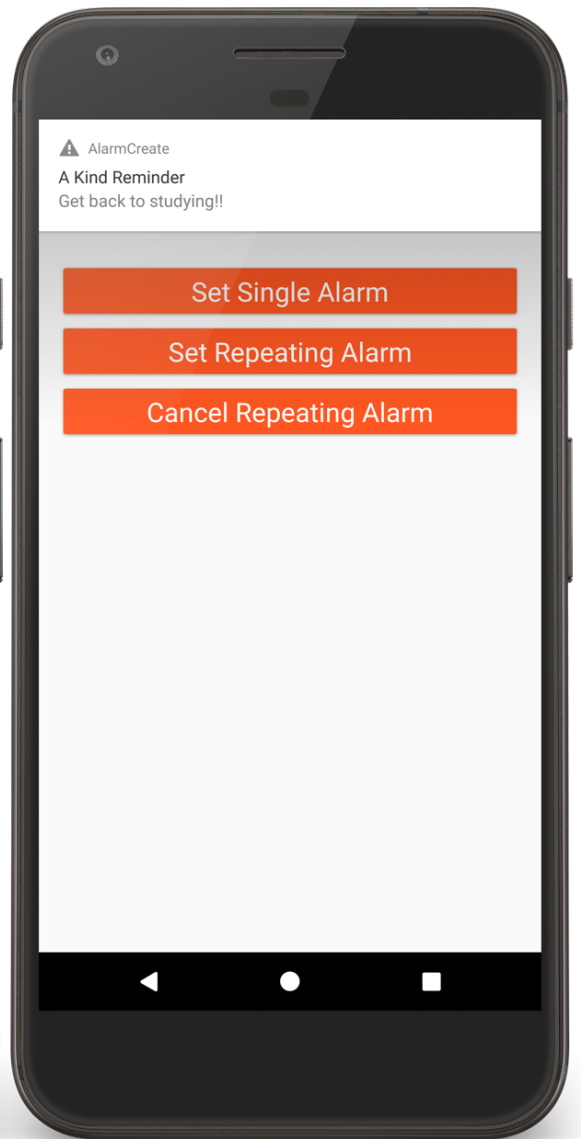 AlarmCreate
A Kind Reminder
Get back to studying!!
Set Single Alarm
Set Repeating Alarm
Cancel Repeating Alarm